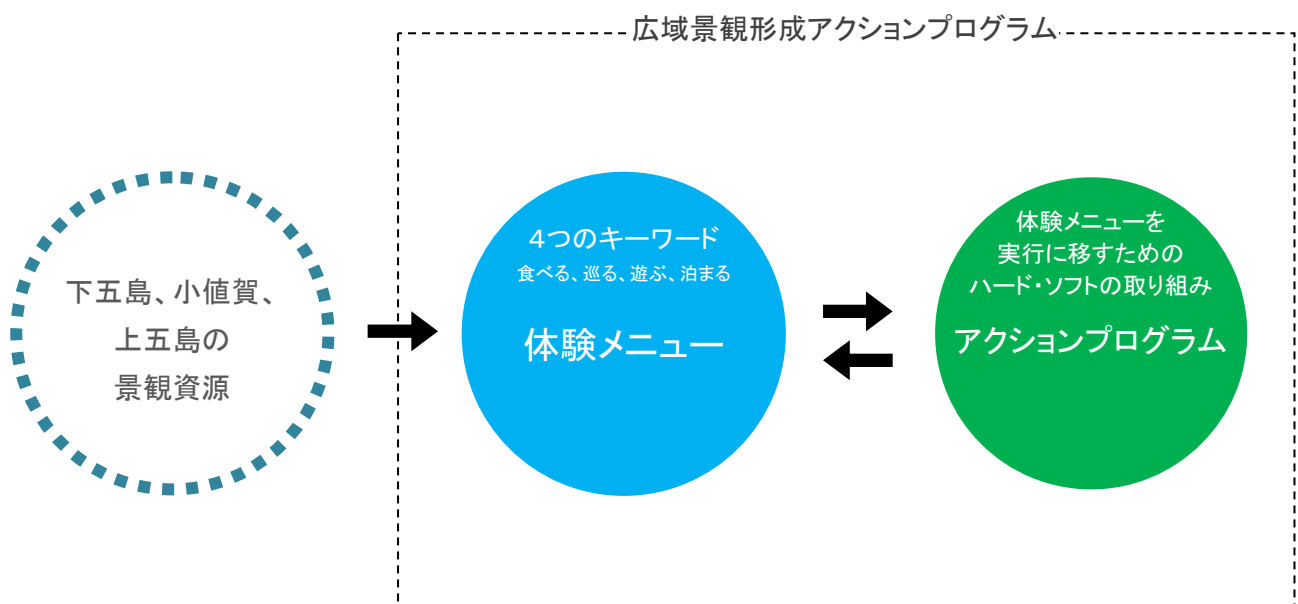 広域景観形成アクションプログラム
下五島、小値賀、
上五島の
景観資源
４つのキーワード
食べる、巡る、遊ぶ、泊まる
体験メニュー
体験メニューを
実行に移すための
ハード・ソフトの取り組み
アクションプログラム